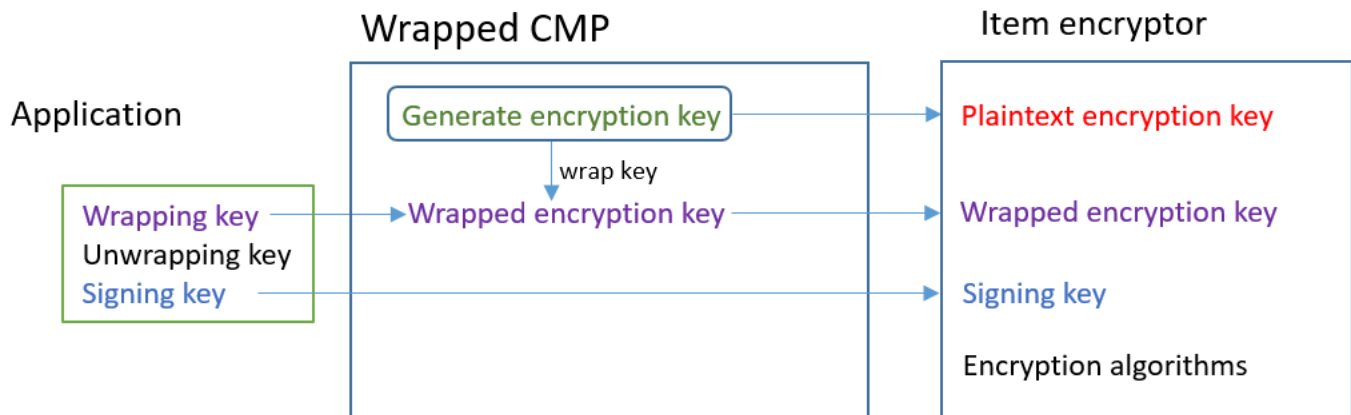 Wrapped CMP
Item encryptor
Application
Generate encryption key
Plaintext encryption key
wrap key
Wrapping key
Wrapped encryption key
Wrapped encryption key
Unwrapping key
Signing key
Signing key
Encryption algorithms